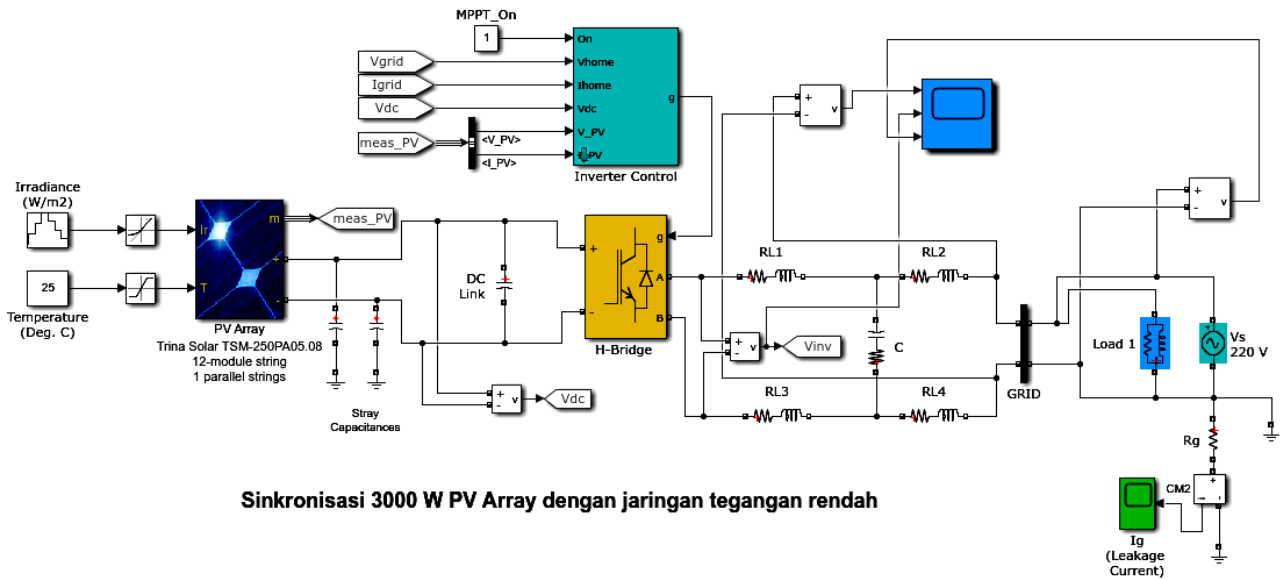 MPPT_On
1
On
Vgrid
Vhome
Igrid
Ihome
g
Vdc
Vdc
V_PV
meas_PV
<V_PV>
<I_PV>
Inverter Control
+
-
v
+
-
v
Irradiance
(W/m2)
Ir
m
meas_PV
+
-
T
25
Temperature
(Deg. C)
PV Array
Trina Solar TSM-250PA05.08
12-module string
1 parallel strings
Stray
Capacitances
DC
Link
+
-
g
A
B
H-Bridge
+
-
v
Vdc
+
-
v
Vinv
RL1
RL2
C
RL3
RL4
GRID
Load 1
Vs
220 V
Rg
CM2
+
-
i
Ig
(Leakage
Current)
Sinkronisasi 3000 W PV Array dengan jaringan tegangan rendah